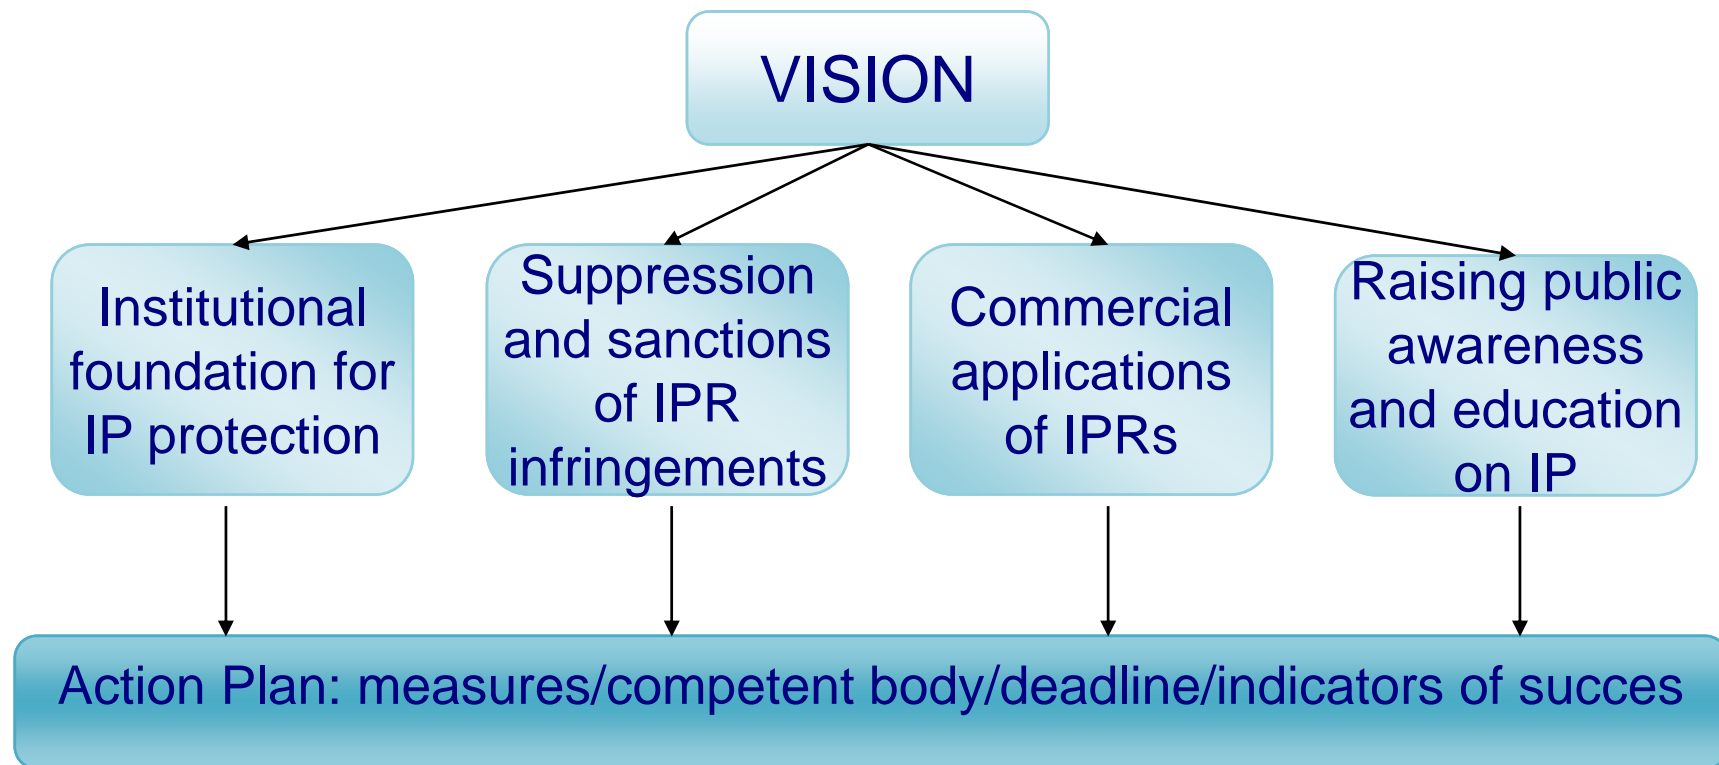 VISION
Institutional
foundation for
IP protection
Suppression
and sanctions
of IPR
infringements
Commercial
applications
of IPRs
Raising public
awareness
and education
on IP
Action Plan: measures/competent body/deadline/indicators of succes